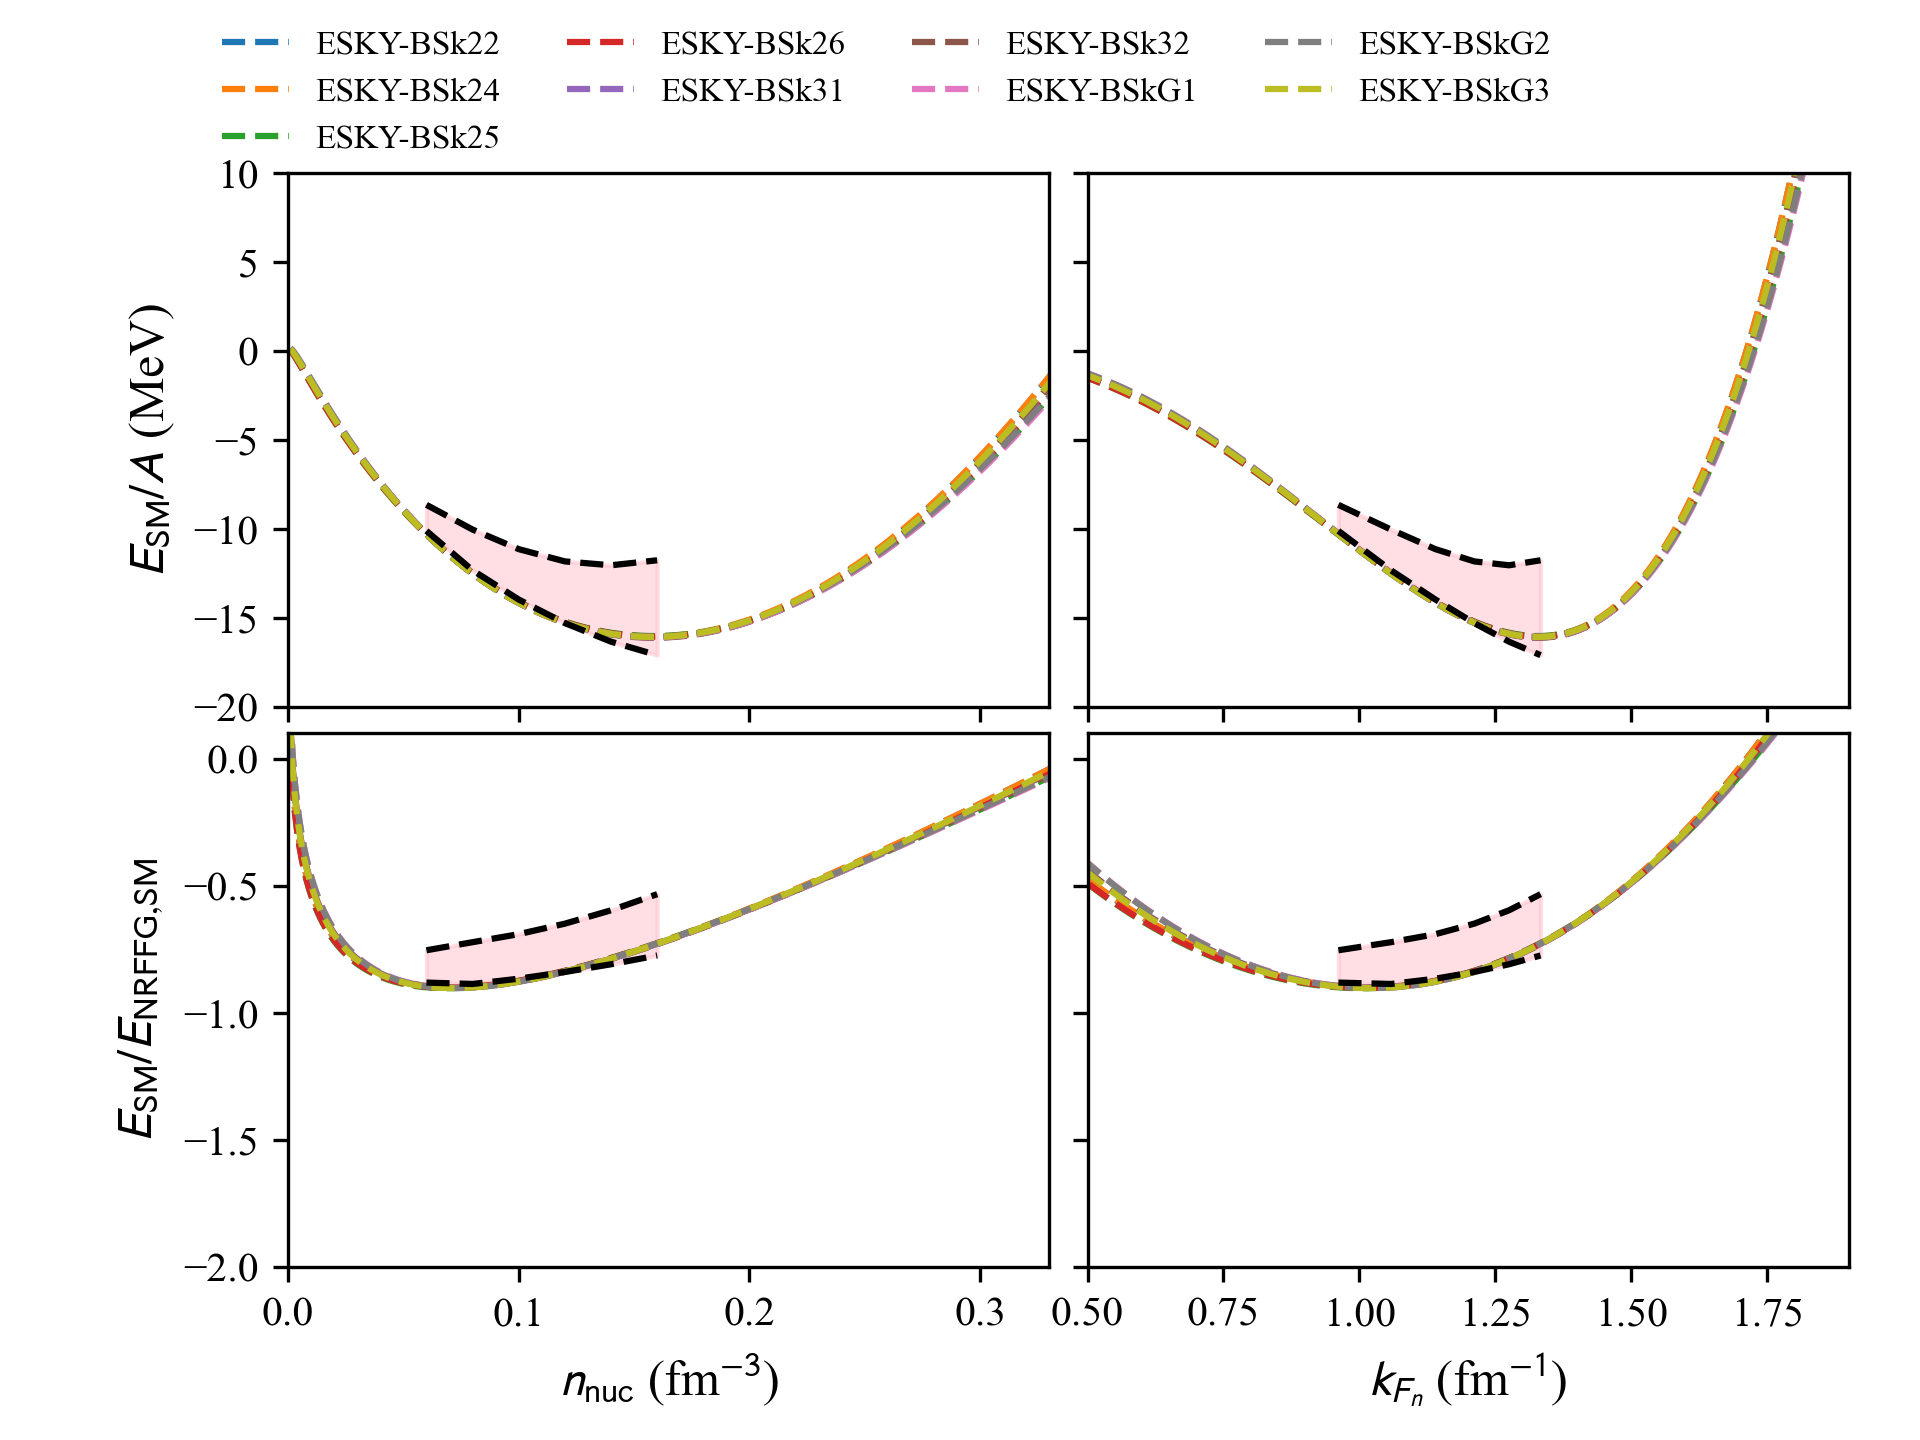 ESKY-BSk22 ESKY-BSk26 ESKY-BSk32 ESKY-BSkG2
ESKY-BSk24 ESKY-BSk31 ESKY-BSkG1 ESKY-BSkG3
ESKY-BSk25
10
5
0
−5
−10
−15
−20
E_SM/A (MeV)
0.0
−0.5
−1.0
−1.5
−2.0
E_SM/E_NRFFG,SM
0.0 0.1 0.2 0.3 0.50 0.75 1.00 1.25 1.50 1.75
n_nuc (fm⁻³) k_{F_n} (fm⁻¹)